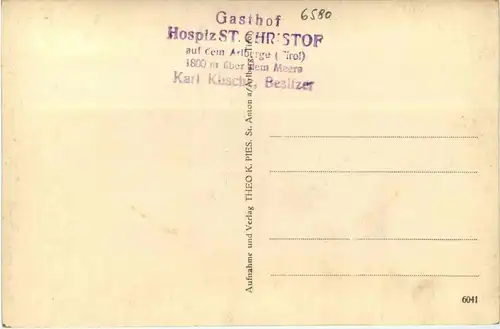 Gasthof
Hospiz ST. CHRISTOF
auf dem Arlberge (Tirol)
1800 m über dem Meere
Karl Besitzer
6580
Aufnahme und Verlag THEO K. PIES, St. Anton a/Arlberg, Tirol
6041